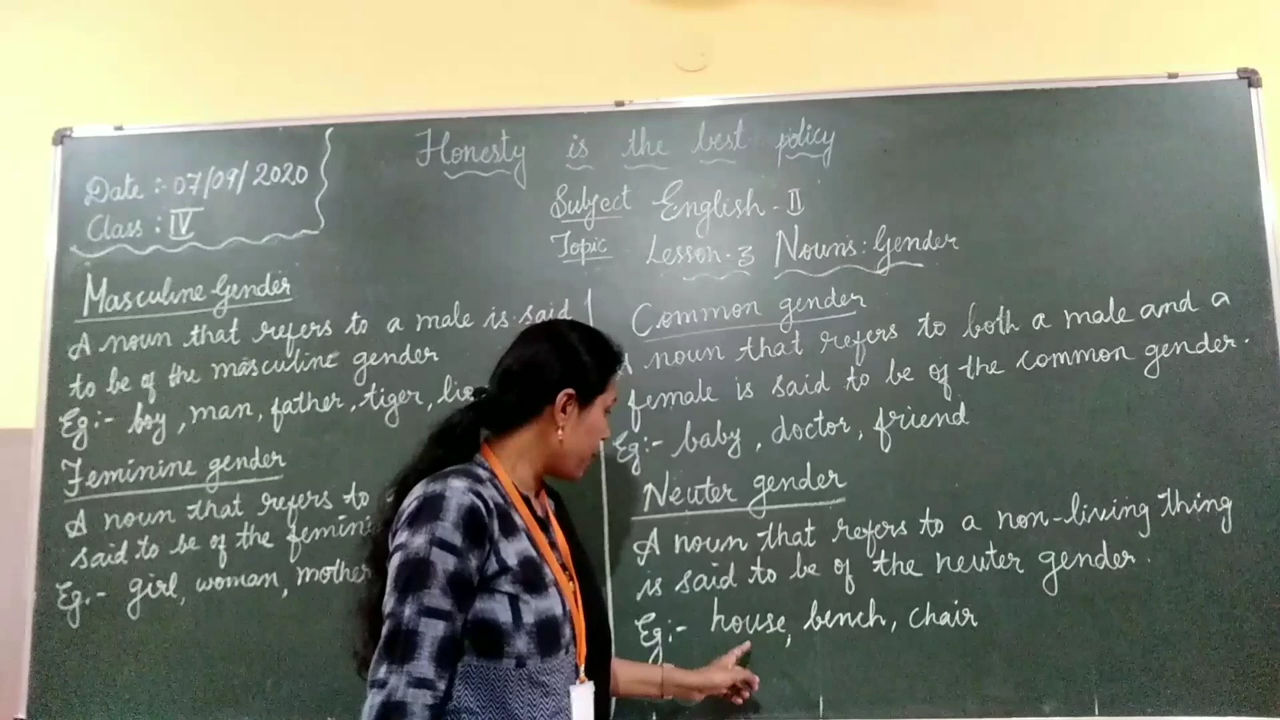 Honesty is the best policy
Date :- 07/09/2020
Class : IV
Subject English - II
Topic Lesson-3 Nouns: Gender
Masculine Gender
A noun that refers to a male is said
to be of the masculine gender
Eg:- boy, man, father, tiger,
Feminine gender
A noun that refers to
said to be of the
Eg.- girl, woman, mother
Common gender
A noun that refers to both a male and a
female is said to be of the common gender.
Eg:- baby, doctor, friend
Neuter gender
A noun that refers to a non-living thing
is said to be of the neuter gender.
Eg:- house, bench, chair